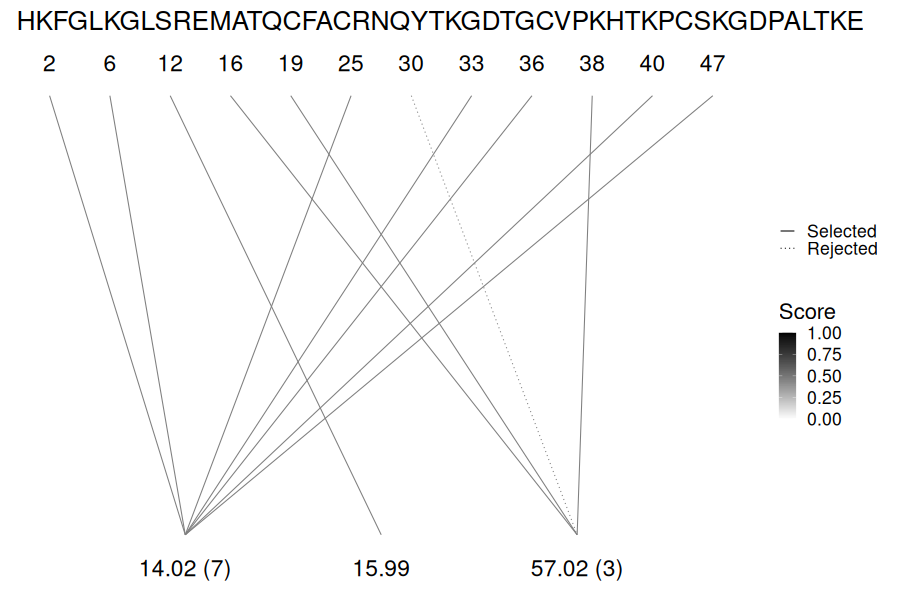 HKFGLKGLSREMATQCFACRNQYTKGDTGCVPKHTKPCSKGDPALTKE
2 6 12 16 19 25 30 33 36 38 40 47
Selected
Rejected
Score
1.00
0.75
0.50
0.25
0.00
14.02 (7) 15.99 57.02 (3)